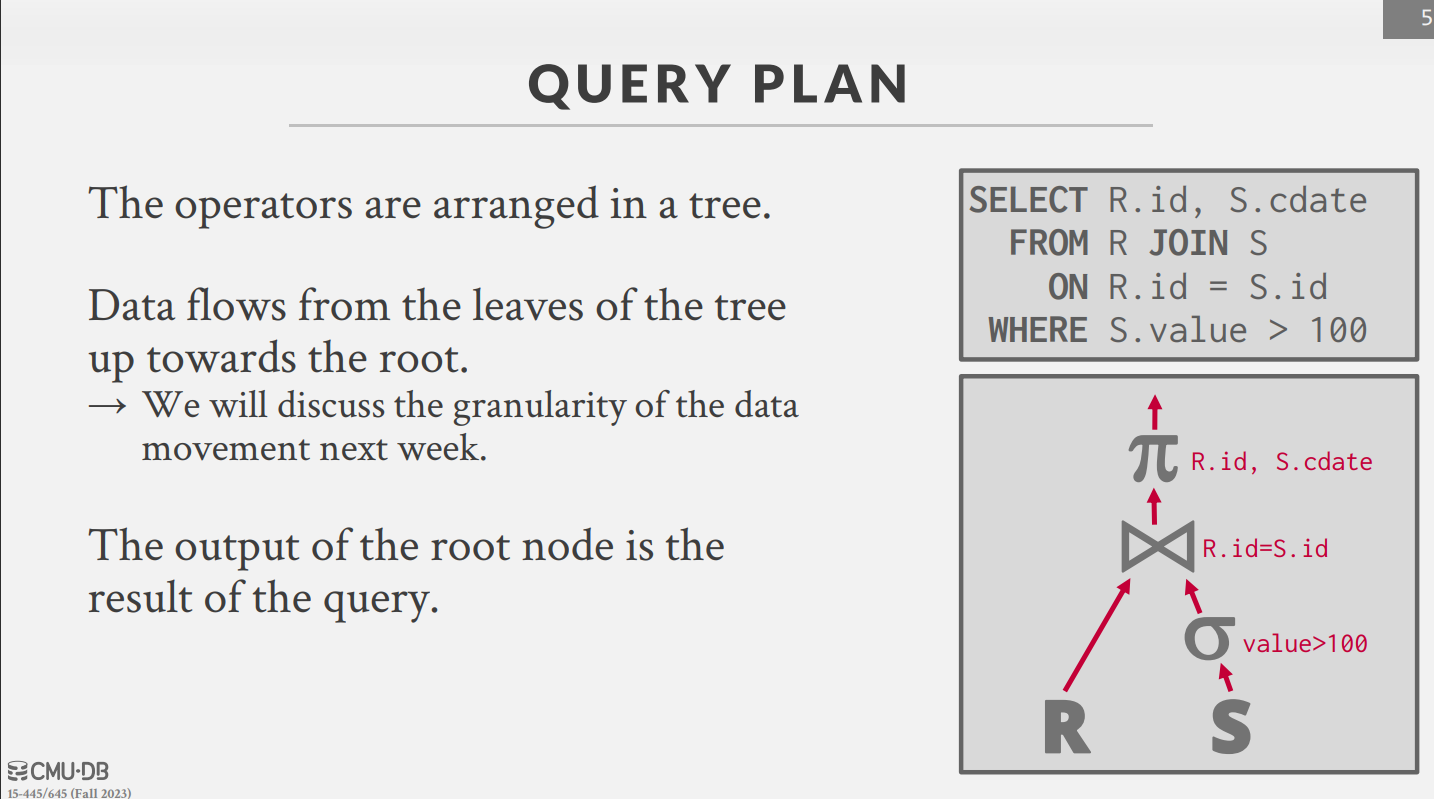 5
QUERY PLAN
The operators are arranged in a tree.
Data flows from the leaves of the tree
up towards the root.
→ We will discuss the granularity of the data
movement next week.
The output of the root node is the
result of the query.
SELECT R.id, S.cdate
FROM R JOIN S
ON R.id = S.id
WHERE S.value > 100
π R.id, S.cdate
⋈ R.id=S.id
σ value>100
R S
CMU·DB
15-445/645 (Fall 2023)